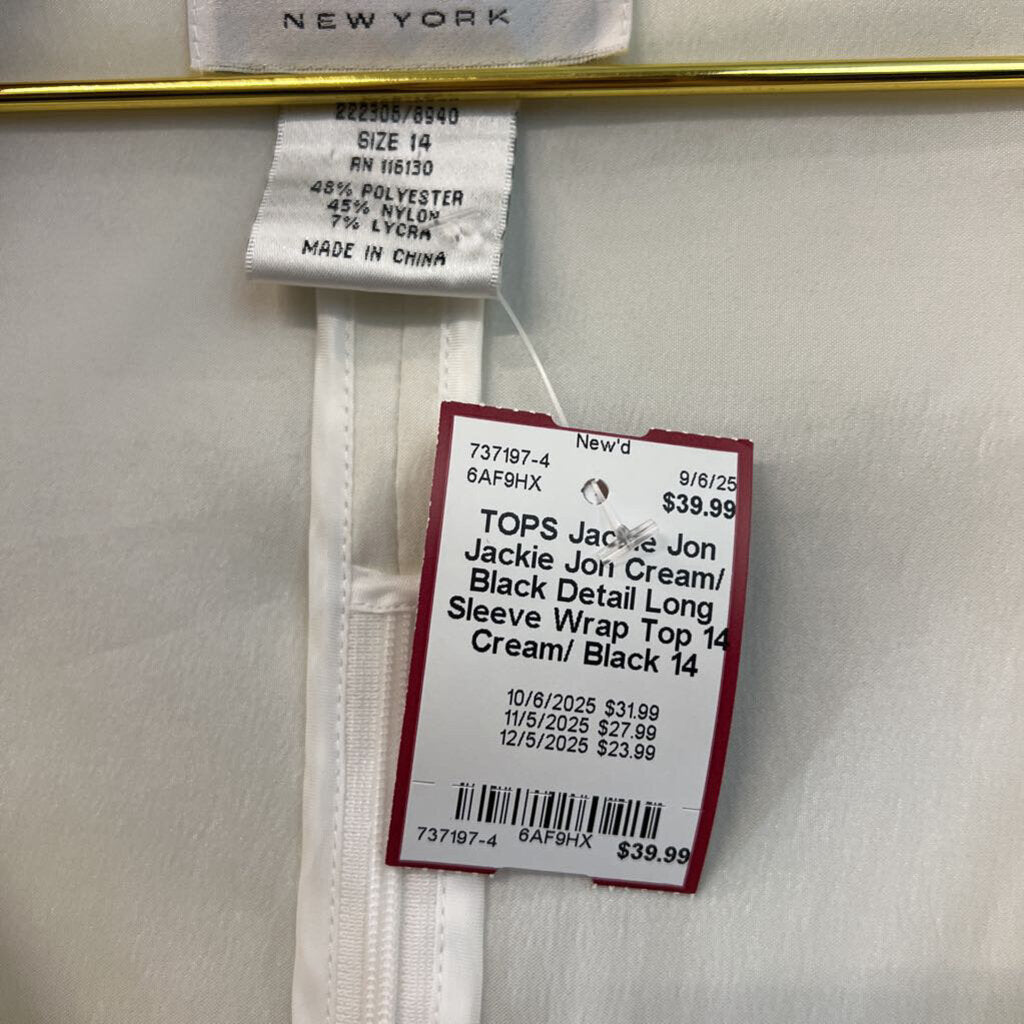 NEW YORK
222305/8940
SIZE 14
RN 116130
48% POLYESTER
45% NYLON
7% LYCRA
MADE IN CHINA
New'd
737197-4
6AF9HX
9/6/25
$39.99
TOPS Jackie Jon
Jackie Jon Cream/
Black Detail Long
Sleeve Wrap Top 14
Cream/ Black 14
10/6/2025 $31.99
11/5/2025 $27.99
12/5/2025 $23.99
737197-4 6AF9HX $39.99